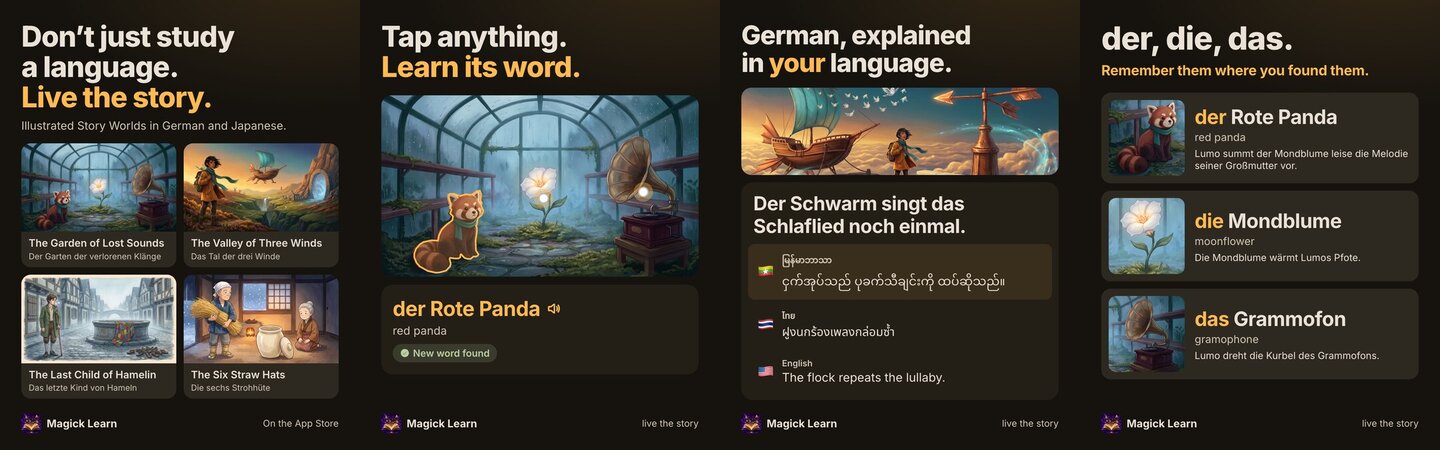 Don’t just study
a language.
Live the story.
Illustrated Story Worlds in German and Japanese.
The Garden of Lost Sounds
Der Garten der verlorenen Klänge
The Valley of Three Winds
Das Tal der drei Winde
The Last Child of Hamelin
Das letzte Kind von Hameln
The Six Straw Hats
Die sechs Strohhüte
Magick Learn
On the App Store
Tap anything.
Learn its word.
der Rote Panda
red panda
New word found
Magick Learn
live the story
German, explained
in your language.
Der Schwarm singt das
Schlaflied noch einmal.
မြန်မာဘာသာ
ငှက်အုပ်သည် ပုခက်သီချင်းကို ထပ်ဆိုသည်။
ไทย
ฝูงนกร้องเพลงกล่อมซ้ำ
English
The flock repeats the lullaby.
Magick Learn
live the story
der, die, das.
Remember them where you found them.
der Rote Panda
red panda
Lumo summt der Mondblume leise die Melodie
seiner Großmutter vor.
die Mondblume
moonflower
Die Mondblume wärmt Lumos Pfote.
das Grammofon
gramophone
Lumo dreht die Kurbel des Grammofons.
Magick Learn
live the story